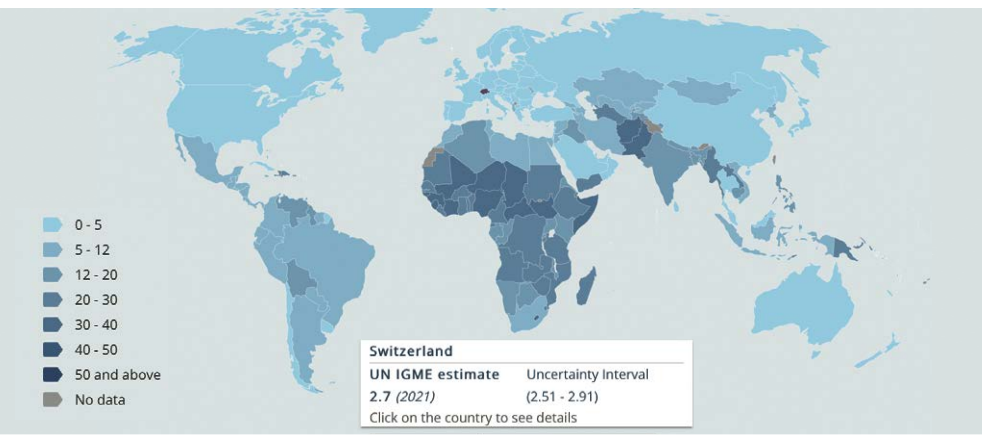 0 - 5
5 - 12
12 - 20
20 - 30
30 - 40
40 - 50
50 and above
No data
Switzerland
UN IGME estimate Uncertainty Interval
2.7 (2021) (2.51 - 2.91)
Click on the country to see details